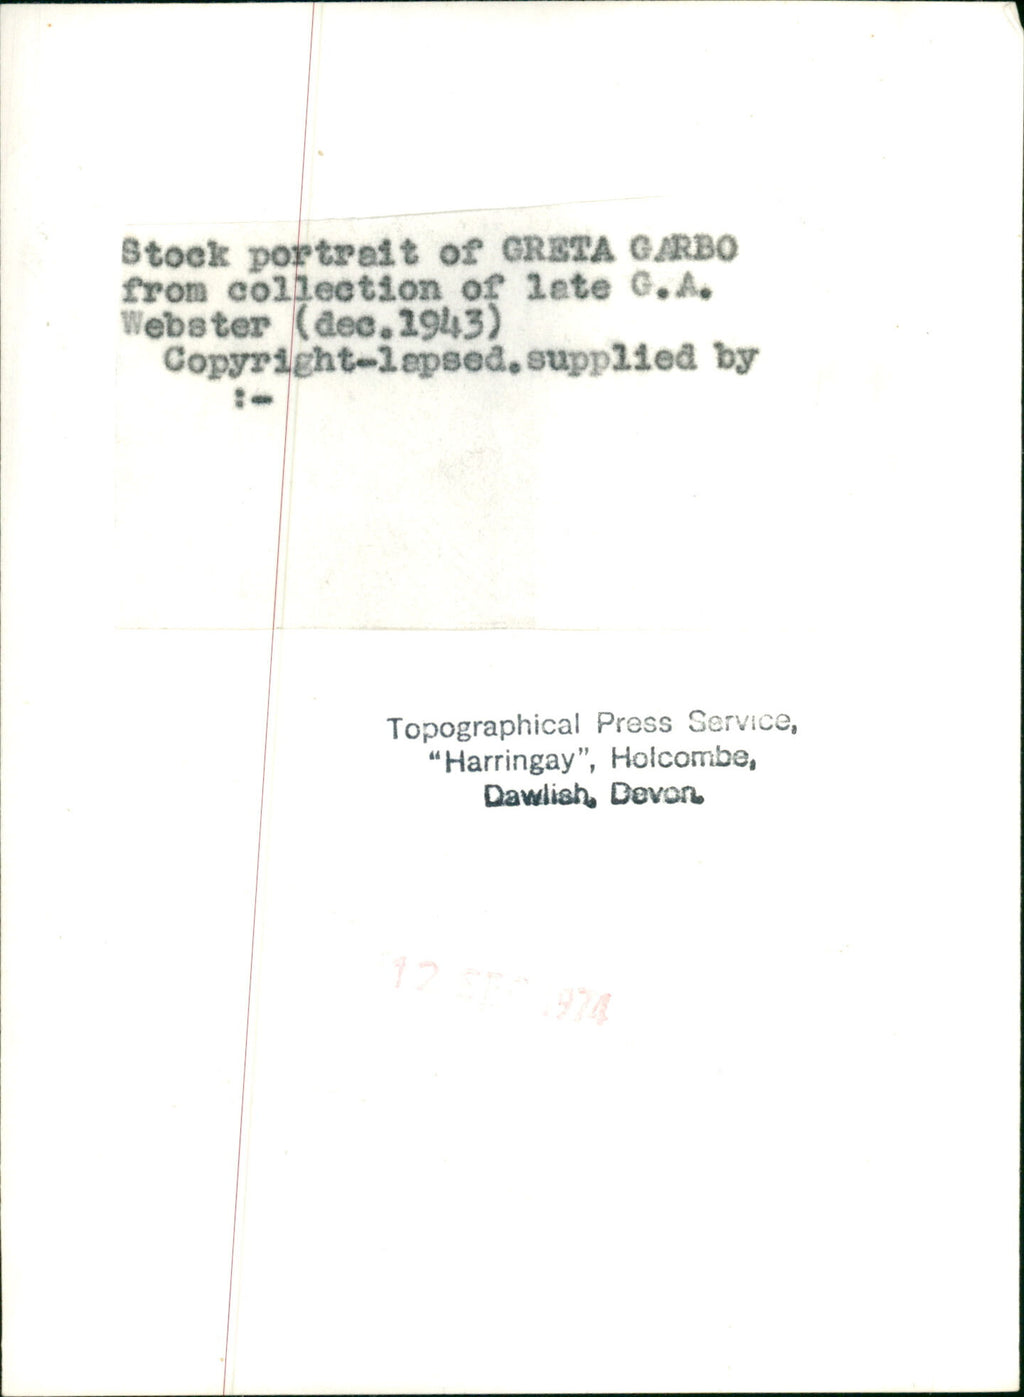 Stock portrait of GRETA GARBO
from collection of late G.A.
Webster (dec.1943)
Copyright-lapsed.supplied by
:-
Topographical Press Service,
"Harringay", Holcombe,
Dawlish, Devon.